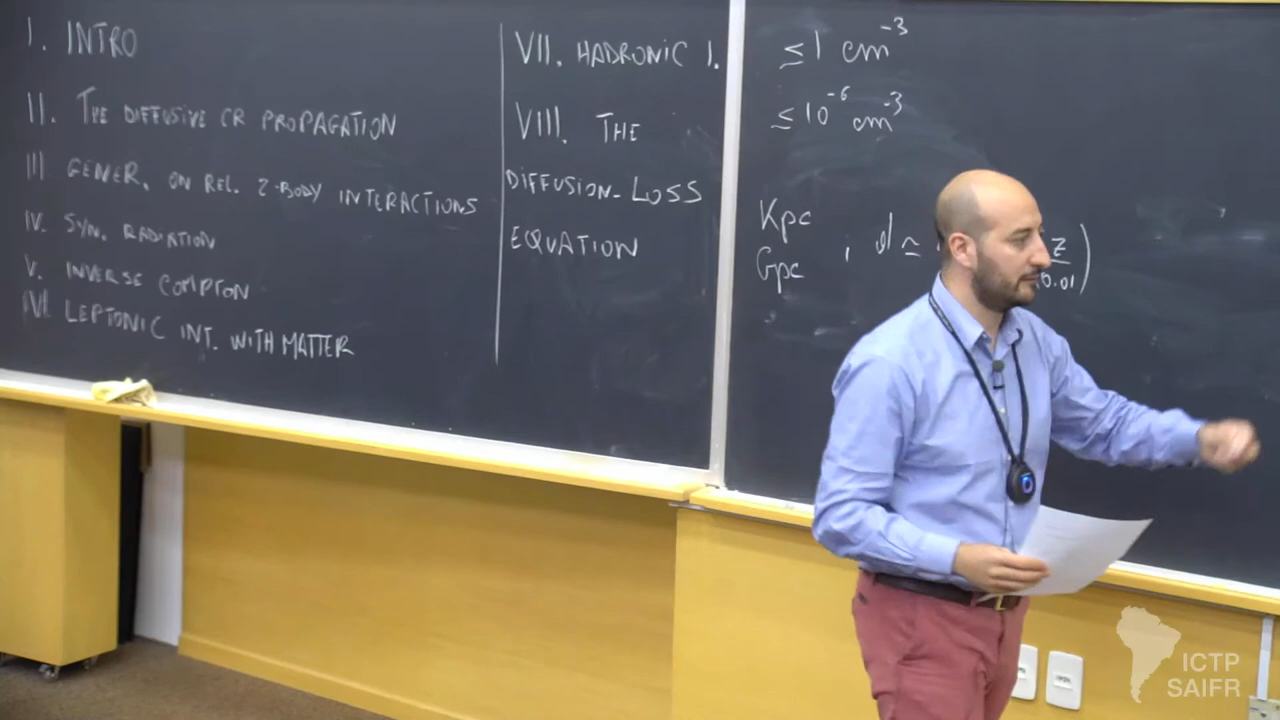 I. INTRO
II. THE DIFFUSIVE CR PROPAGATION
III GENER. ON REL. 2-BODY INTERACTIONS
IV. SYN. RADIATION
V. INVERSE COMPTON
VI. LEPTONIC INT. WITH MATTER
VII. HADRONIC I.
VIII. THE
DIFFUSION-LOSS
EQUATION
≤ 1 cm⁻³
≤ 10⁻⁶ cm⁻³
Kpc
Gpc , d ≃ z/0.01)
ICTP
SAIFR